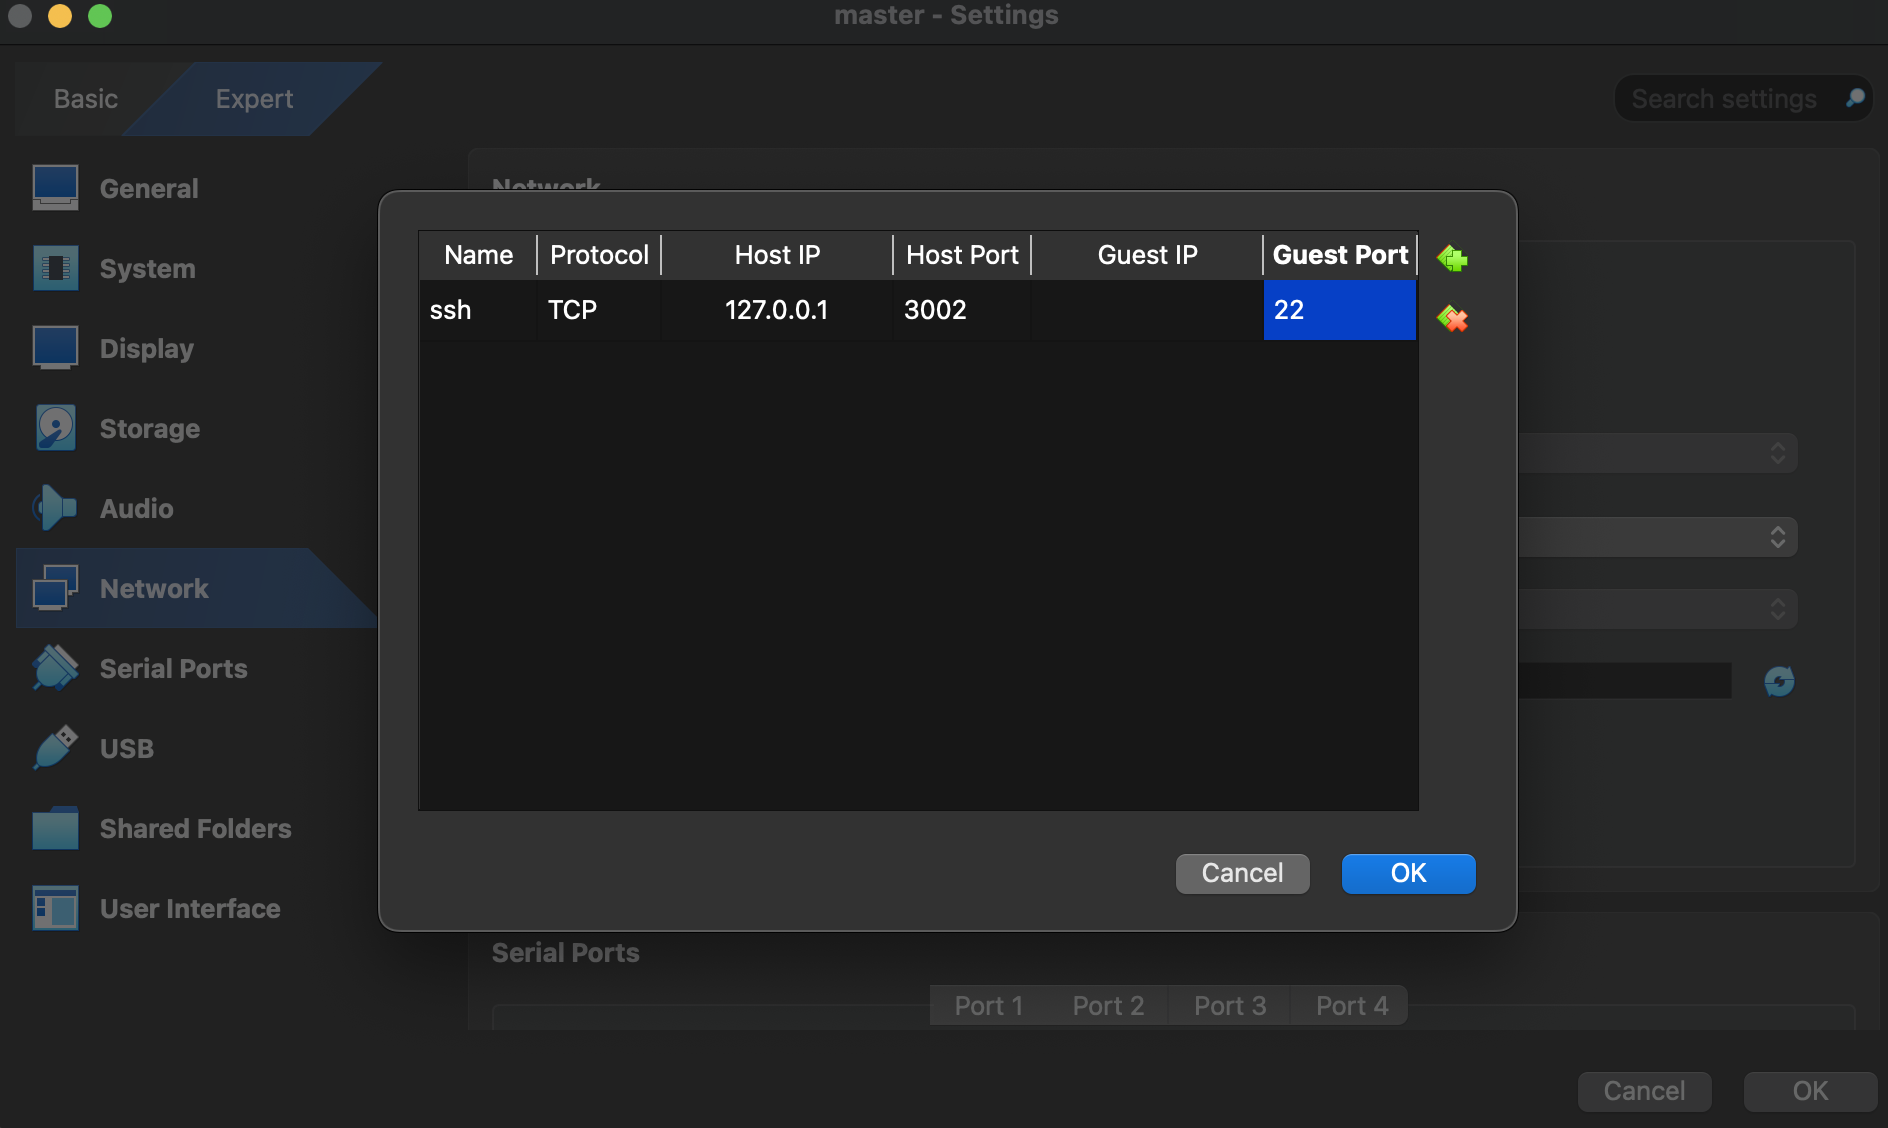 master - Settings
Basic
Expert
Search settings
General
System
Display
Storage
Audio
Network
Serial Ports
USB
Shared Folders
User Interface
Network
Name Protocol Host IP Host Port Guest IP Guest Port
ssh TCP 127.0.0.1 3002 22
Cancel OK
Serial Ports
Port 1 Port 2 Port 3 Port 4
Cancel OK